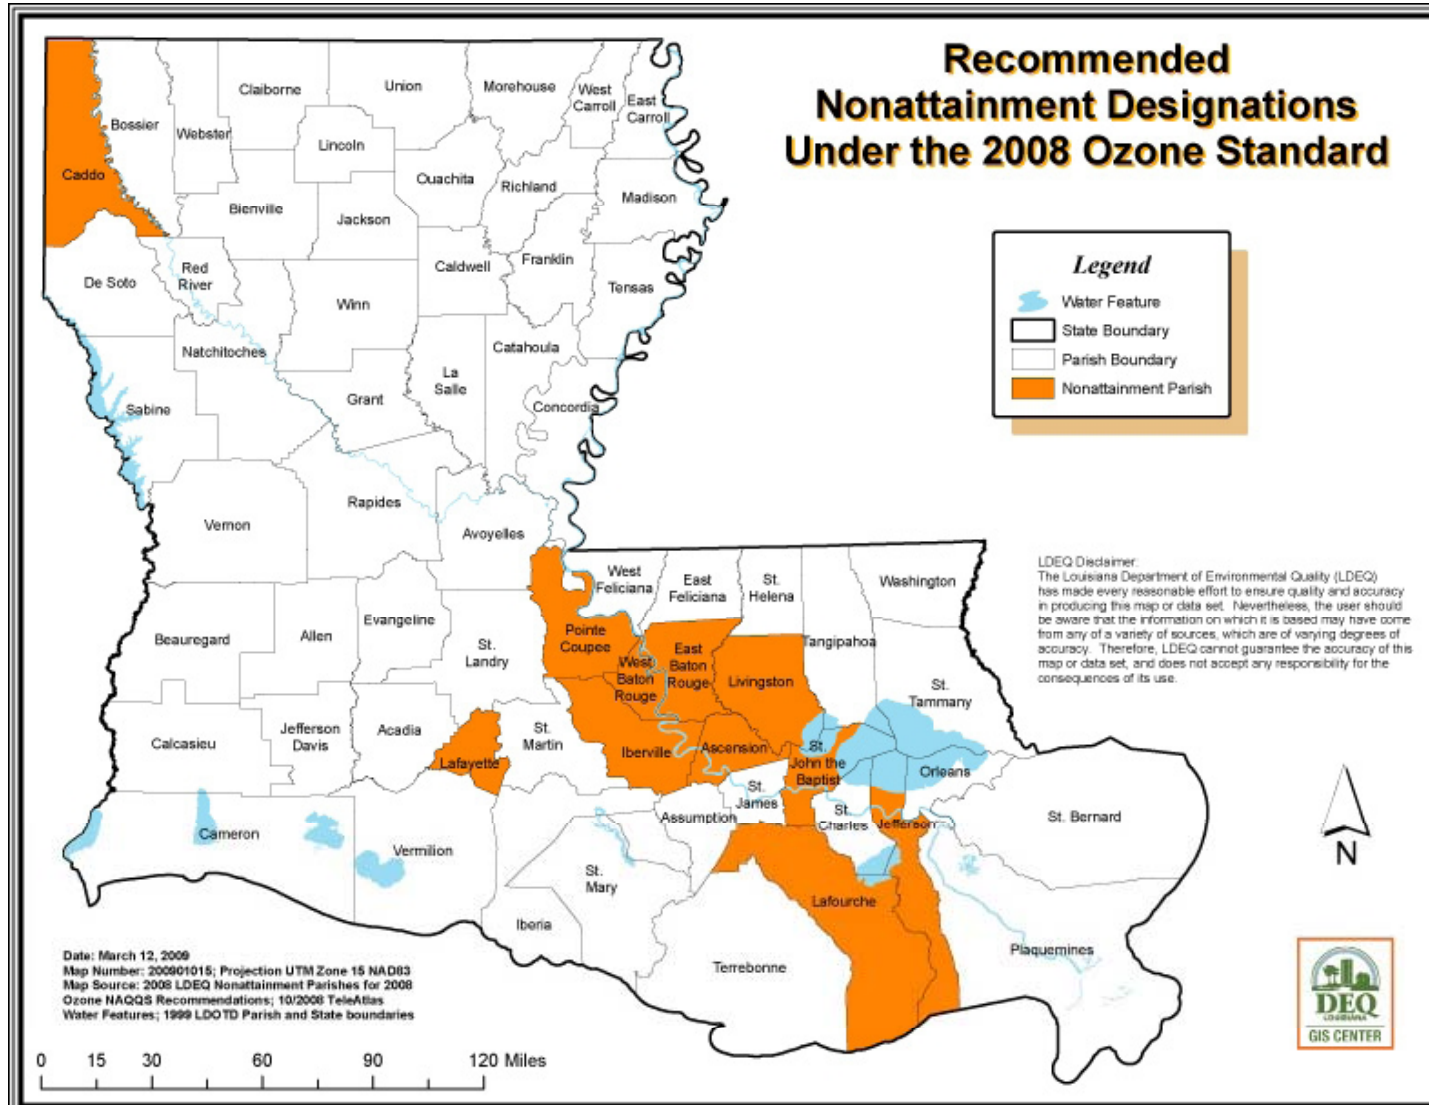 Recommended
Nonattainment Designations
Under the 2008 Ozone Standard
Legend
Water Feature
State Boundary
Parish Boundary
Nonattainment Parish
Caddo
Bossier
Webster
Claiborne
Union
Morehouse
West
Carroll
East
Carroll
Lincoln
Ouachita
Richland
Madison
Bienville
Jackson
De Soto
Red
River
Winn
Caldwell
Franklin
Tensas
Natchitoches
Sabine
Grant
La
Salle
Catahoula
Concordia
Vernon
Rapides
Avoyelles
Beauregard
Allen
Evangeline
St.
Landry
Pointe
Coupee
West
Feliciana
East
Feliciana
St.
Helena
Washington
Tangipahoa
West
Baton
Rouge
East
Baton
Rouge
Livingston
St.
Tammany
Calcasieu
Jefferson
Davis
Acadia
Lafayette
St.
Martin
Iberville
Ascension
St.
John the
Baptist
Orleans
St.
James
Assumption
St.
Charles
Jefferson
St. Bernard
Cameron
Vermilion
St.
Mary
Iberia
Lafourche
Terrebonne
Plaquemines
LDEQ Disclaimer:
The Louisiana Department of Environmental Quality (LDEQ)
has made every reasonable effort to ensure quality and accuracy
in producing this map or data set. Nevertheless, the user should
be aware that the information on which it is based may have come
from any of a variety of sources, which are of varying degrees of
accuracy. Therefore, LDEQ cannot guarantee the accuracy of this
map or data set, and does not accept any responsibility for the
consequences of its use.
N
Date: March 12, 2009
Map Number: 200901015; Projection UTM Zone 15 NAD83
Map Source: 2008 LDEQ Nonattainment Parishes for 2008
Ozone NAQQS Recommendations; 10/2008 TeleAtlas
Water Features; 1999 LDOTD Parish and State boundaries
0 15 30 60 90 120 Miles
DEQ
LOUISIANA
GIS CENTER